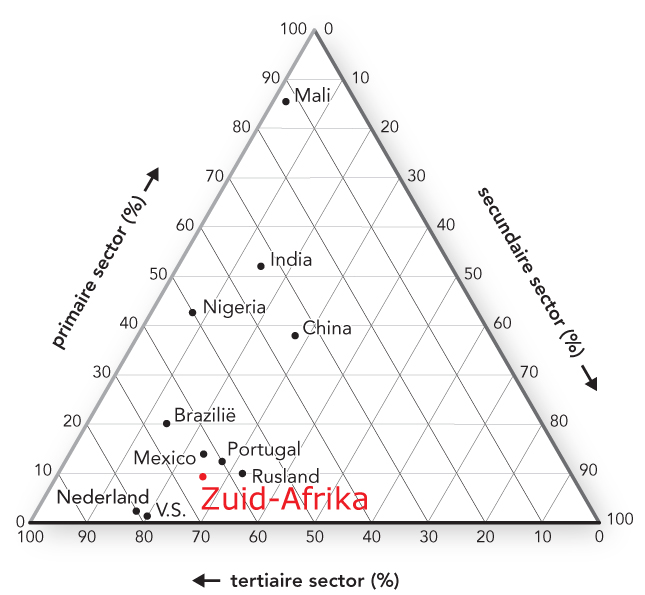 100 0
90 10
Mali
80 20
70 30
primaire sector (%)
secundaire sector (%)
60 40
India
50 50
Nigeria
China
40 60
30 70
Brazilië
20 80
Portugal
Mexico
10 90
Rusland
Zuid-Afrika
Nederland
V.S.
0 100
100 90 80 70 60 50 40 30 20 10 0
tertiaire sector (%)